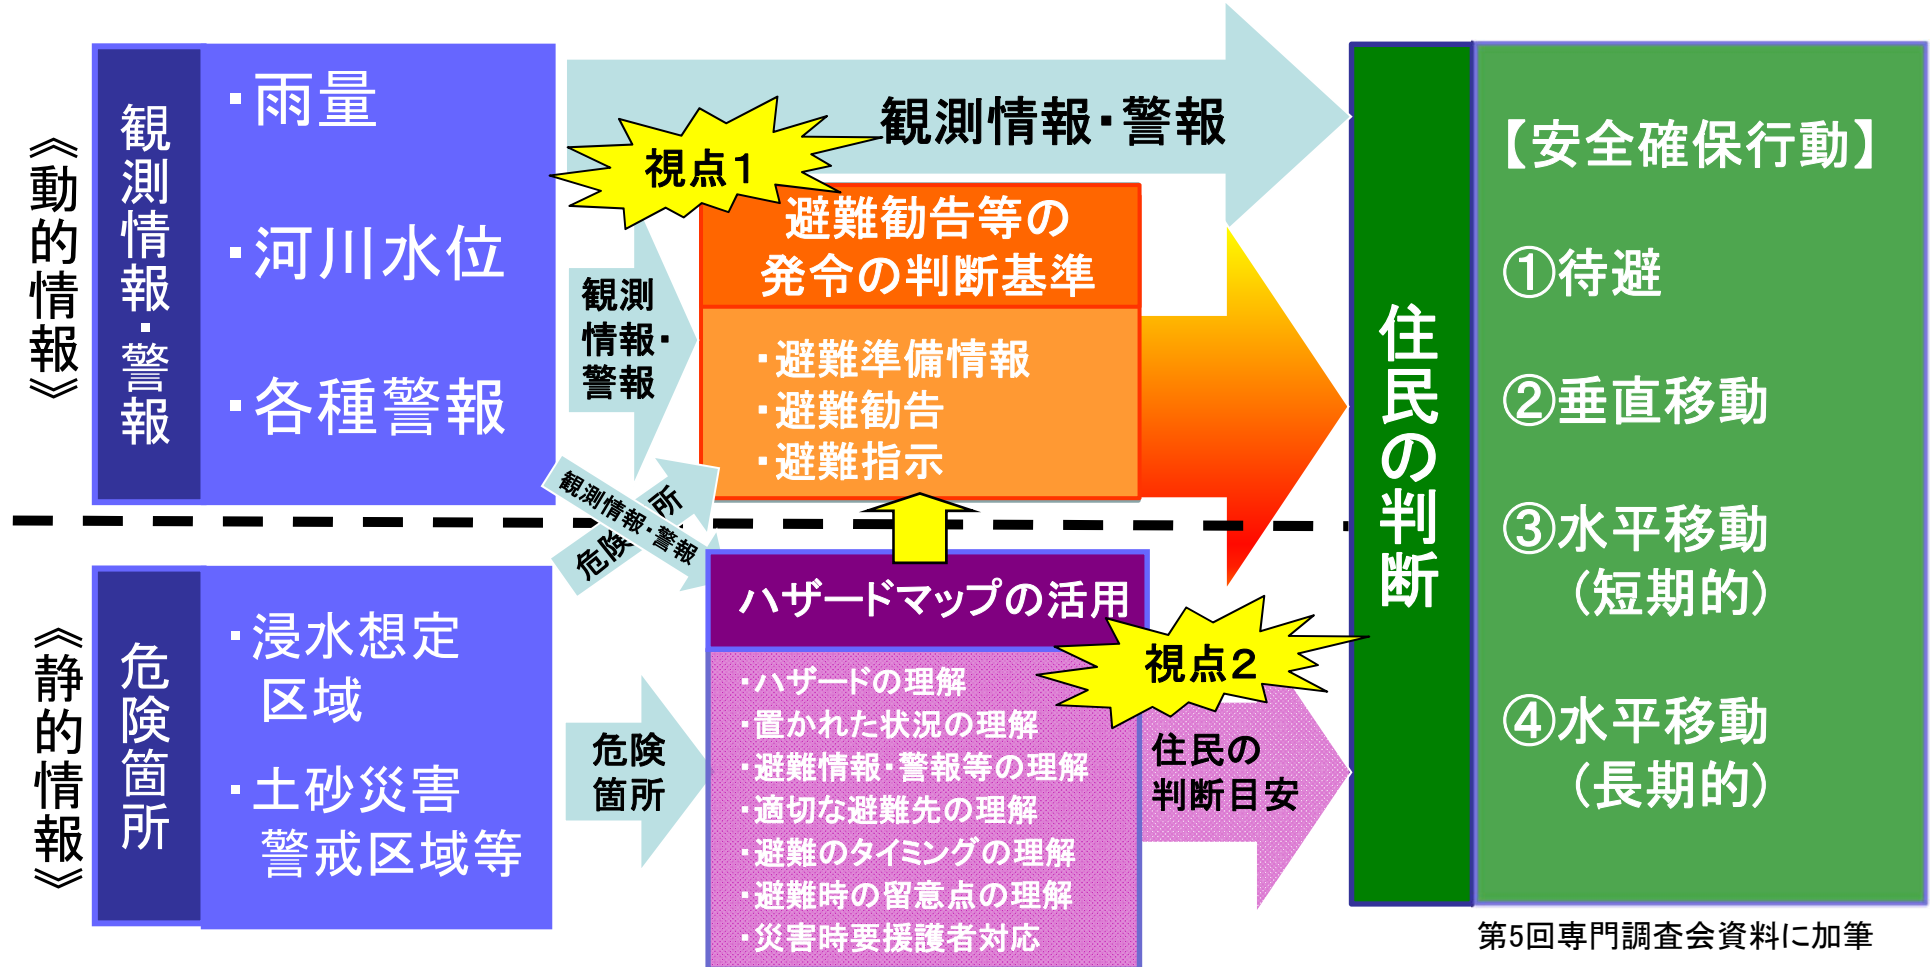 《動的情報》
観測情報・警報
・雨量
・河川水位
・各種警報
観測情報・警報
視点１
観測
情報・
警報
避難勧告等の
発令の判断基準
・避難準備情報
・避難勧告
・避難指示
観測情報・警報
危険
所
《静的情報》
危険箇所
・浸水想定
区域
・土砂災害
警戒区域等
危険
箇所
ハザードマップの活用
・ハザードの理解
・置かれた状況の理解
・避難情報・警報等の理解
・適切な避難先の理解
・避難のタイミングの理解
・避難時の留意点の理解
・災害時要援護者対応
視点２
住民の
判断目安
住民の判断
【安全確保行動】
①待避
②垂直移動
③水平移動
（短期的）
④水平移動
（長期的）
第5回専門調査会資料に加筆